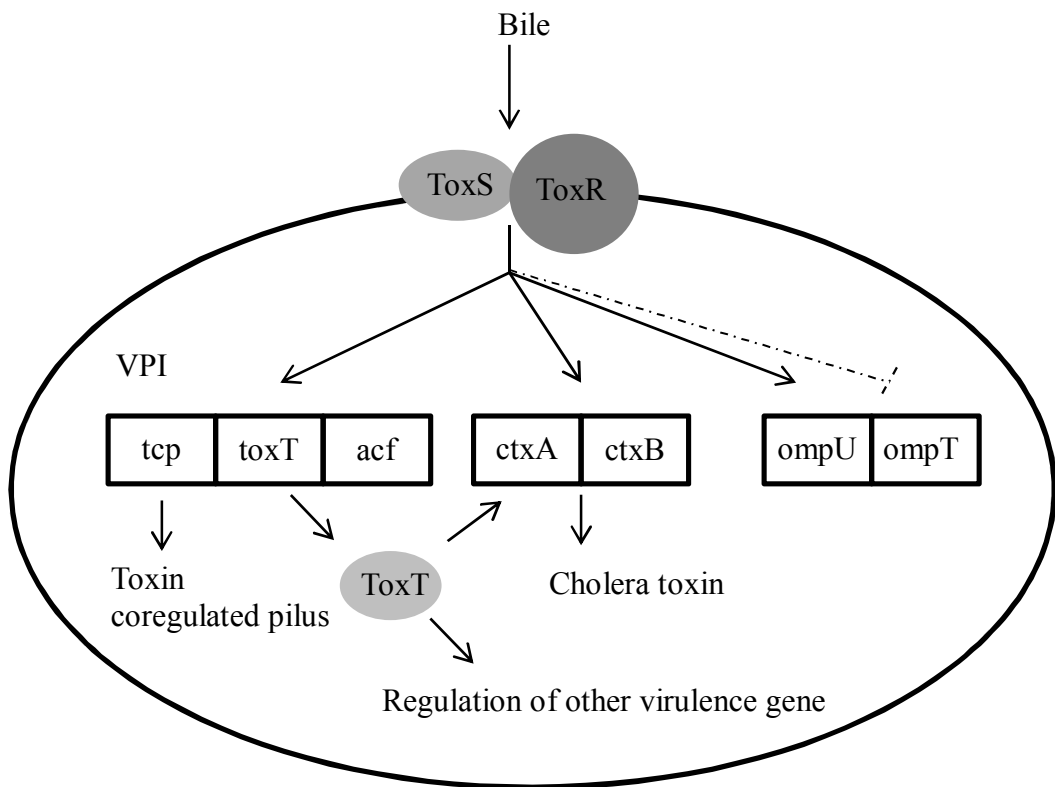 Bile
ToxS
ToxR
VPI
tcp
toxT
acf
ctxA
ctxB
ompU
ompT
Toxin
coregulated pilus
ToxT
Cholera toxin
Regulation of other virulence gene